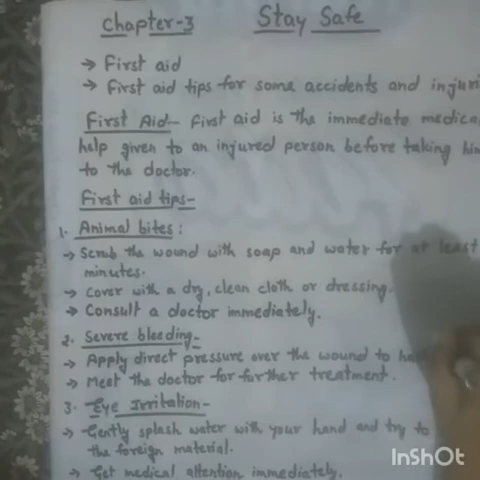 Chapter-3 Stay Safe
→ First aid
→ First aid tips for some accidents and
First Aid- First aid is the immediate
help given to an injured person before taking
to the doctor.
First aid tips-
1. Animal bites:
→ Scrub the wound with soap and water for at least
minutes.
→ Cover with a dry, clean cloth or dressing.
→ Consult a doctor immediately.
2. Severe bleeding-
→ Apply direct pressure over the wound to
→ Meet the doctor for further treatment.
3. Eye Irritation-
→ Gently splash water with your hand and try to
the foreign material.
→ Get medical attention immediately.
InShOt